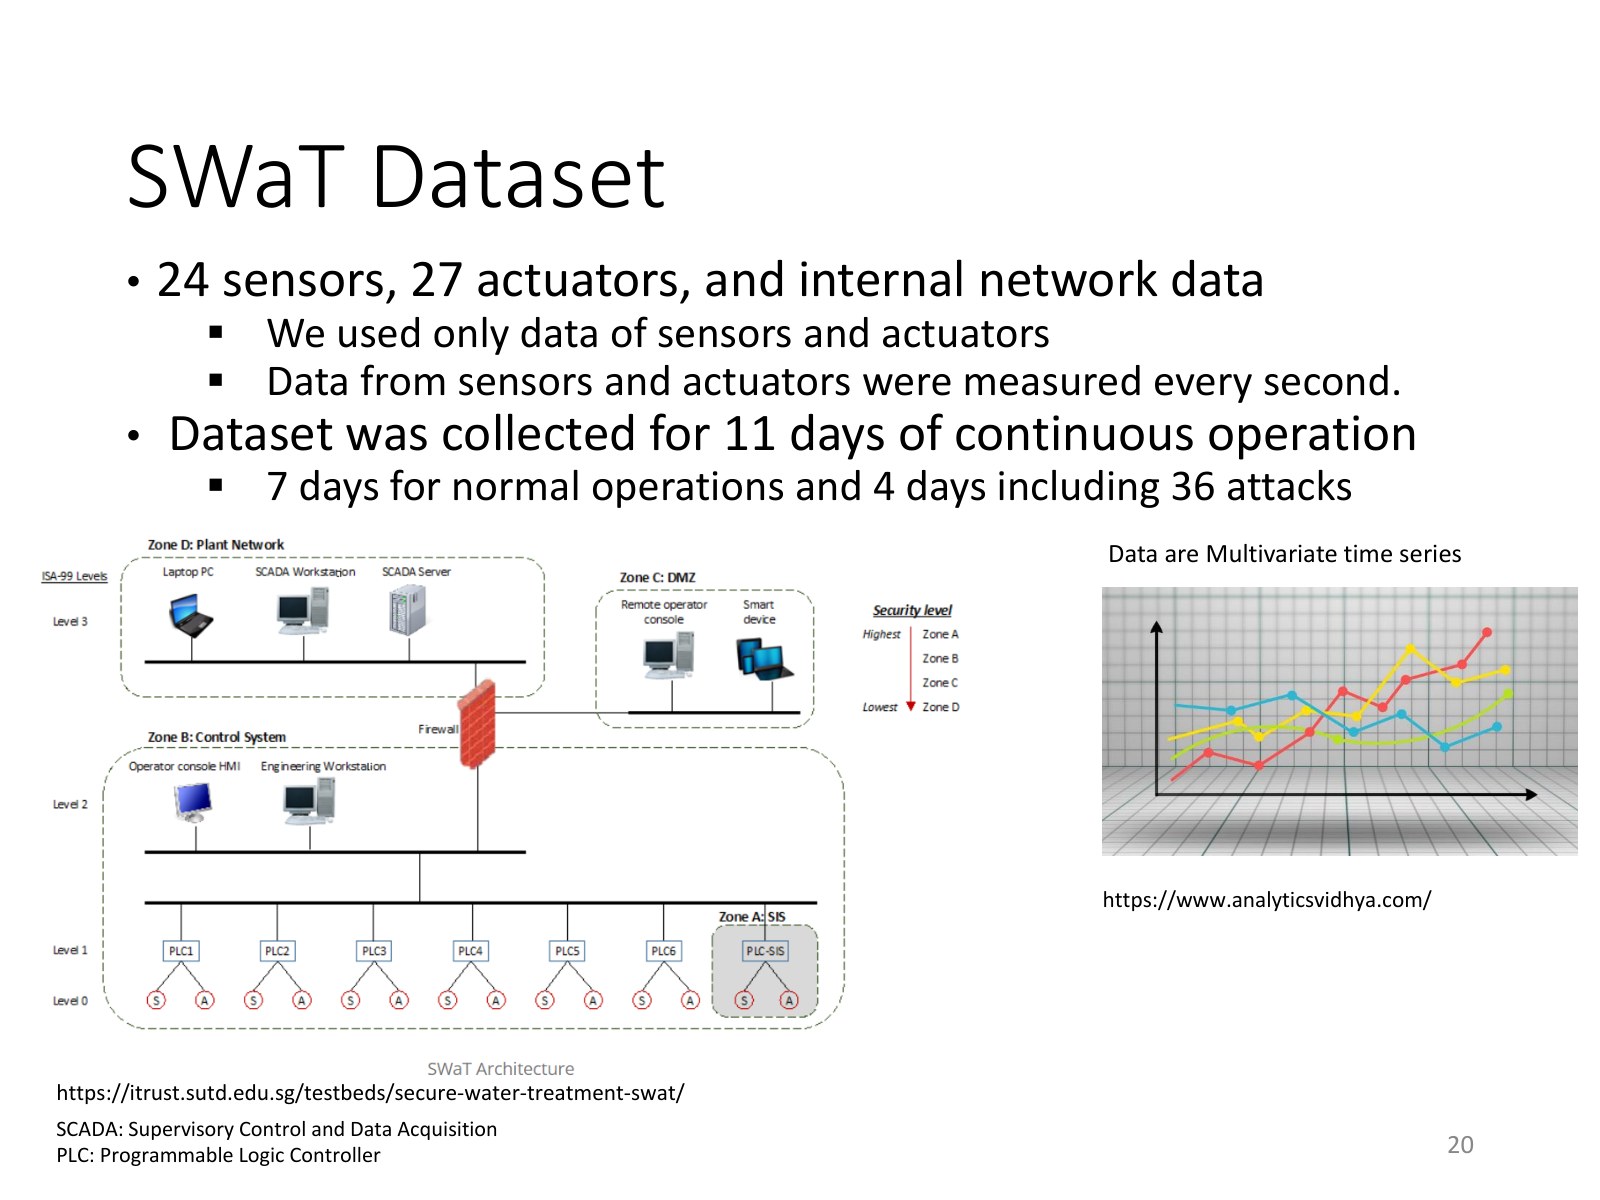 SWaT Dataset
• 24 sensors, 27 actuators, and internal network data
▪ We used only data of sensors and actuators
▪ Data from sensors and actuators were measured every second.
• Dataset was collected for 11 days of continuous operation
▪ 7 days for normal operations and 4 days including 36 attacks
Zone D: Plant Network
ISA-99 Levels
Laptop PC
SCADA Workstation
SCADA Server
Level 3
Zone C: DMZ
Remote operator
console
Smart
device
Security level
Highest
Zone A
Zone B
Zone C
Lowest
Zone D
Firewall
Zone B: Control System
Operator console HMI
Engineering Workstation
Level 2
Zone A: SIS
Level 1
PLC1
PLC2
PLC3
PLC4
PLC5
PLC6
PLC-SIS
Level 0
S A S A S A S A S A S A S A
SWaT Architecture
https://itrust.sutd.edu.sg/testbeds/secure-water-treatment-swat/
SCADA: Supervisory Control and Data Acquisition
PLC: Programmable Logic Controller
Data are Multivariate time series
https://www.analyticsvidhya.com/
20